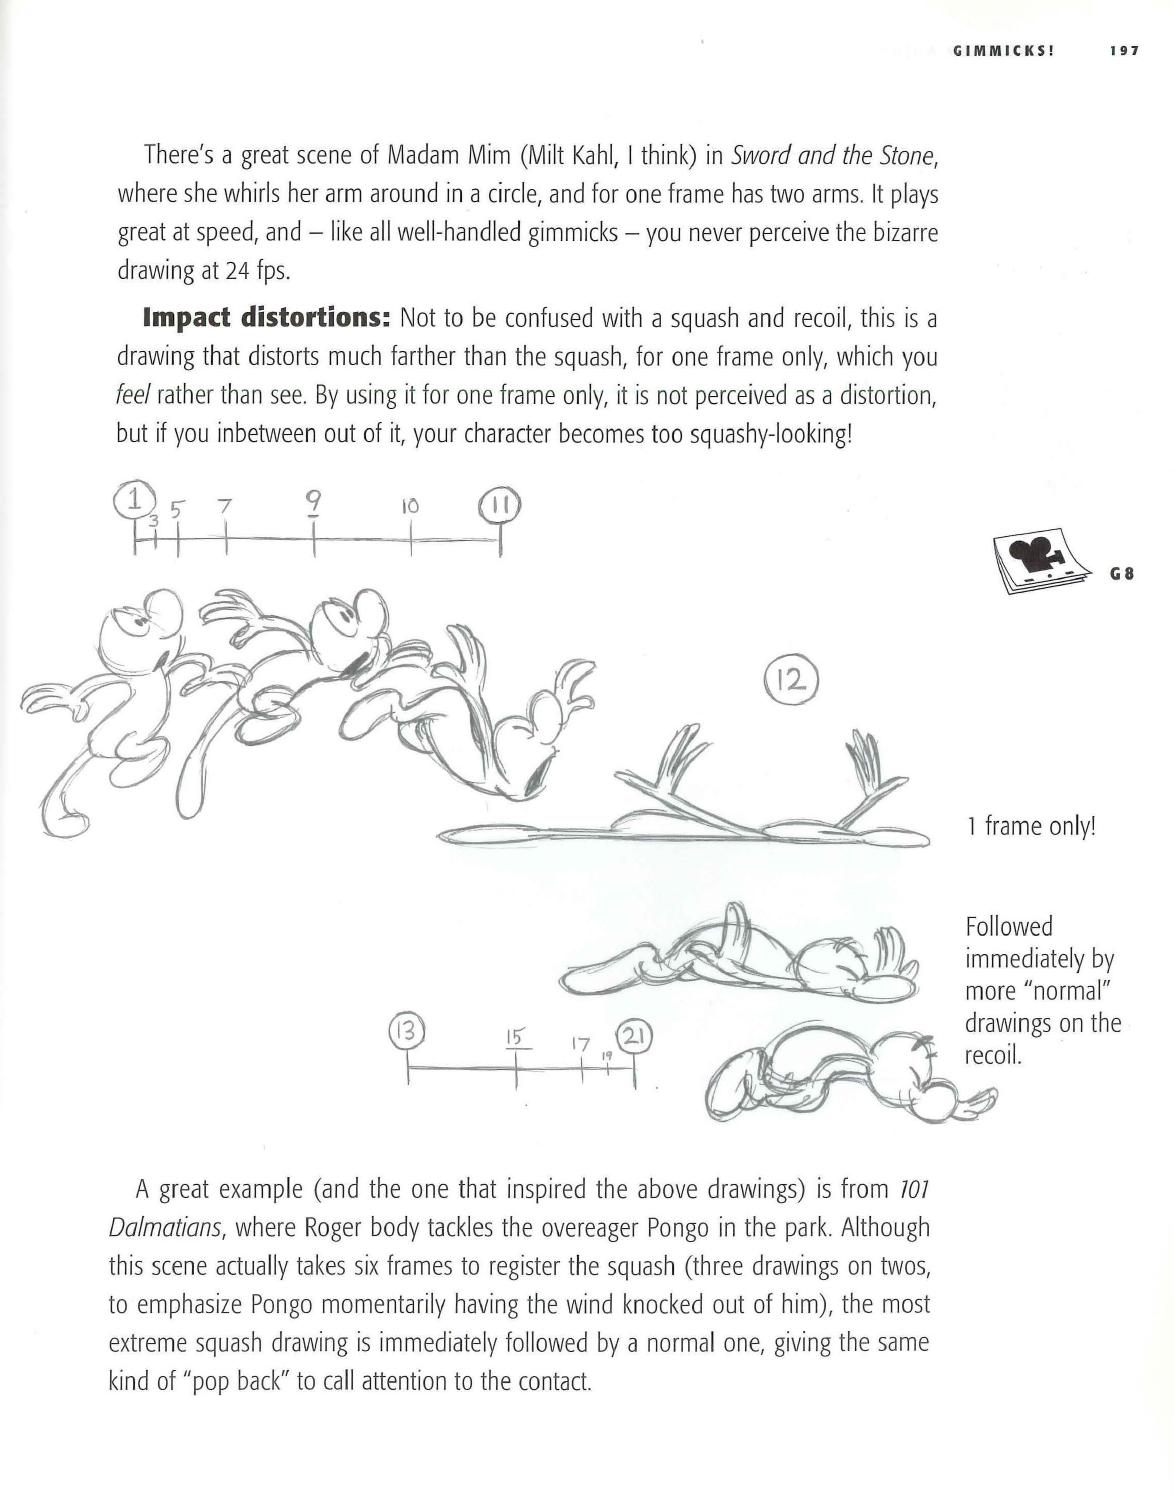 GIMMICKS! 197
There's a great scene of Madam Mim (Milt Kahl, I think) in Sword and the Stone,
where she whirls her arm around in a circle, and for one frame has two arms. It plays
great at speed, and – like all well-handled gimmicks – you never perceive the bizarre
drawing at 24 fps.
Impact distortions: Not to be confused with a squash and recoil, this is a
drawing that distorts much farther than the squash, for one frame only, which you
feel rather than see. By using it for one frame only, it is not perceived as a distortion,
but if you inbetween out of it, your character becomes too squashy-looking!
1 3 5 7 9 10 11
G8
12
1 frame only!
Followed
immediately by
more "normal"
drawings on the
recoil.
13 15 17 19 21
A great example (and the one that inspired the above drawings) is from 101
Dalmatians, where Roger body tackles the overeager Pongo in the park. Although
this scene actually takes six frames to register the squash (three drawings on twos,
to emphasize Pongo momentarily having the wind knocked out of him), the most
extreme squash drawing is immediately followed by a normal one, giving the same
kind of "pop back" to call attention to the contact.